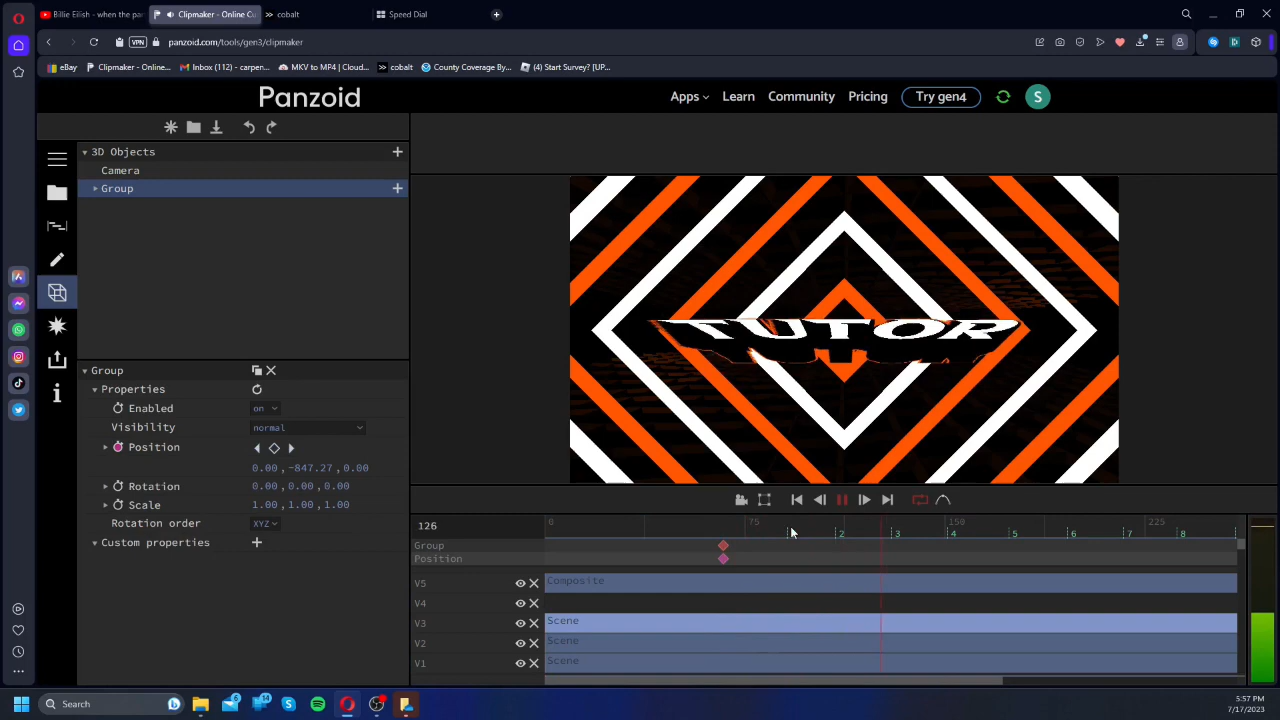 Billie Eilish - when the pa
Clipmaker - Online Cu
cobalt
Speed Dial
VPN
panzoid.com/tools/gen3/clipmaker
eBay
Clipmaker - Online...
Inbox (112) - carpen...
MKV to MP4 | Cloud...
cobalt
County Coverage By...
(4) Start Survey? [UP...
Panzoid
Apps
Learn
Community
Pricing
Try gen4
S
3D Objects
Camera
Group
TUTOR
Group
Properties
Enabled
on
Visibility
normal
Position
0.00 , -847.27, 0.00
Rotation
0.00 , 0.00 , 0.00
Scale
1.00 , 1.00 , 1.00
Rotation order
XYZ
Custom properties
126
0
75
150
225
2
3
4
5
6
7
8
Group
Position
V5
Composite
V4
V3
Scene
V2
Scene
V1
Scene
Search
6
14
5:57 PM
7/17/2023